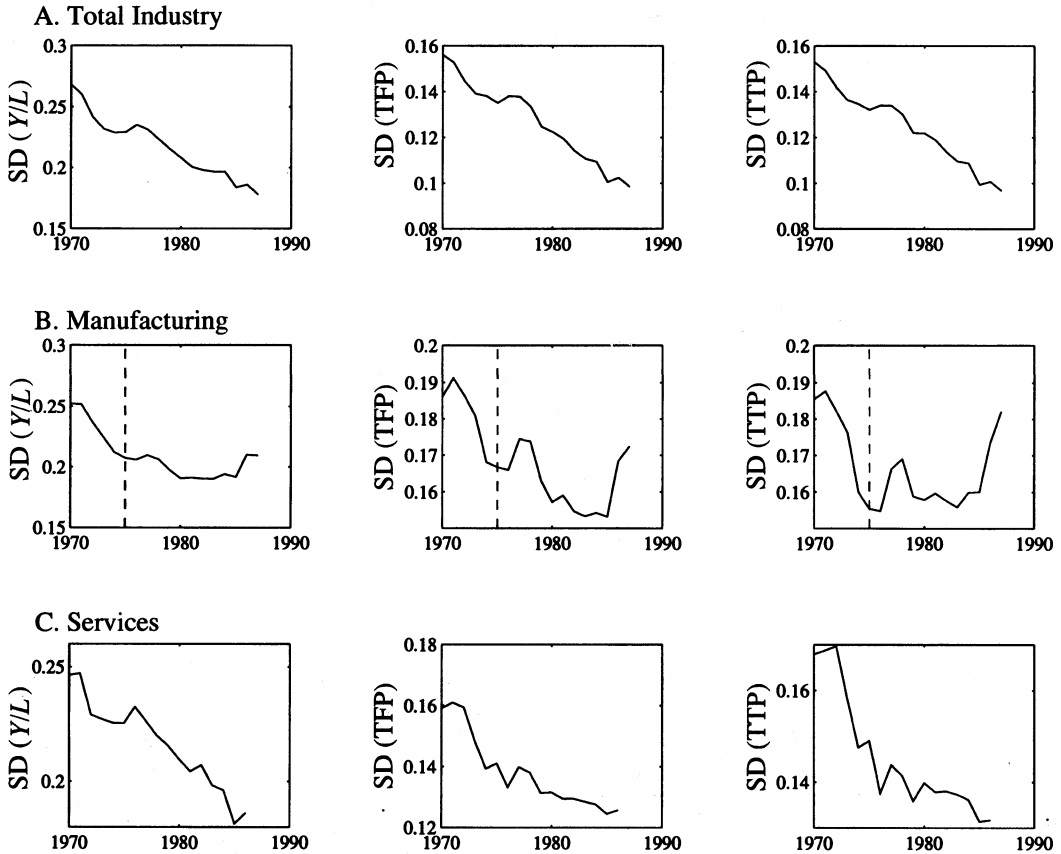 A. Total Industry
SD (Y/L)
0.3
0.25
0.2
0.15
1970 1980 1990
SD (TFP)
0.16
0.14
0.12
0.1
0.08
1970 1980 1990
SD (TTP)
0.16
0.14
0.12
0.1
0.08
1970 1980 1990
B. Manufacturing
SD (Y/L)
0.3
0.25
0.2
0.15
1970 1980 1990
SD (TFP)
0.2
0.19
0.18
0.17
0.16
1970 1980 1990
SD (TTP)
0.2
0.19
0.18
0.17
0.16
1970 1980 1990
C. Services
SD (Y/L)
0.25
0.2
1970 1980 1990
SD (TFP)
0.18
0.16
0.14
0.12
1970 1980 1990
SD (TTP)
0.16
0.14
1970 1980 1990